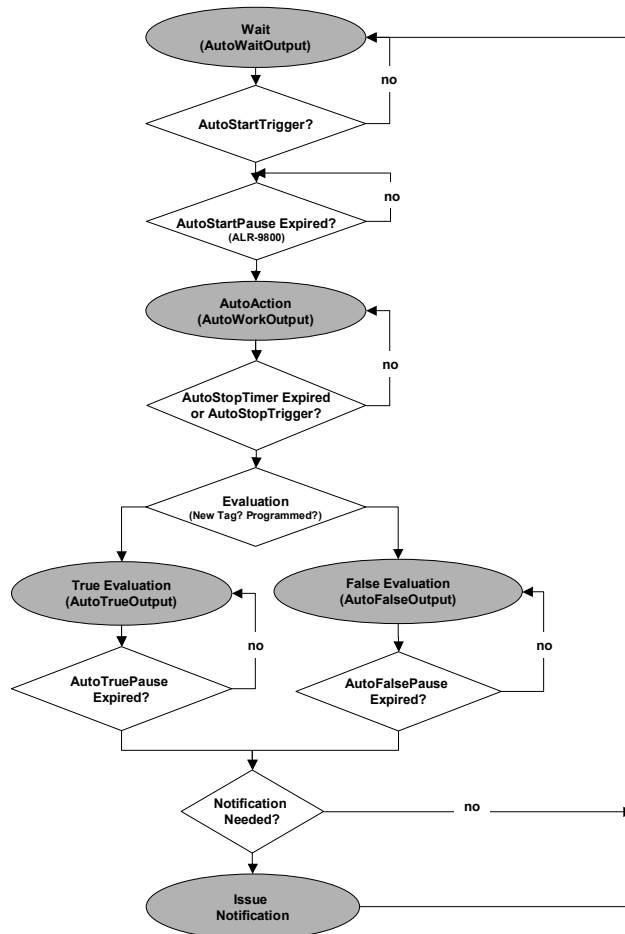 Wait
(AutoWaitOutput)
no
AutoStartTrigger?
no
AutoStartPause Expired?
(ALR-9800)
AutoAction
(AutoWorkOutput)
no
AutoStopTimer Expired
or AutoStopTrigger?
Evaluation
(New Tag? Programmed?)
True Evaluation
(AutoTrueOutput)
no
AutoTruePause
Expired?
False Evaluation
(AutoFalseOutput)
no
AutoFalsePause
Expired?
Notification
Needed?
no
Issue
Notification